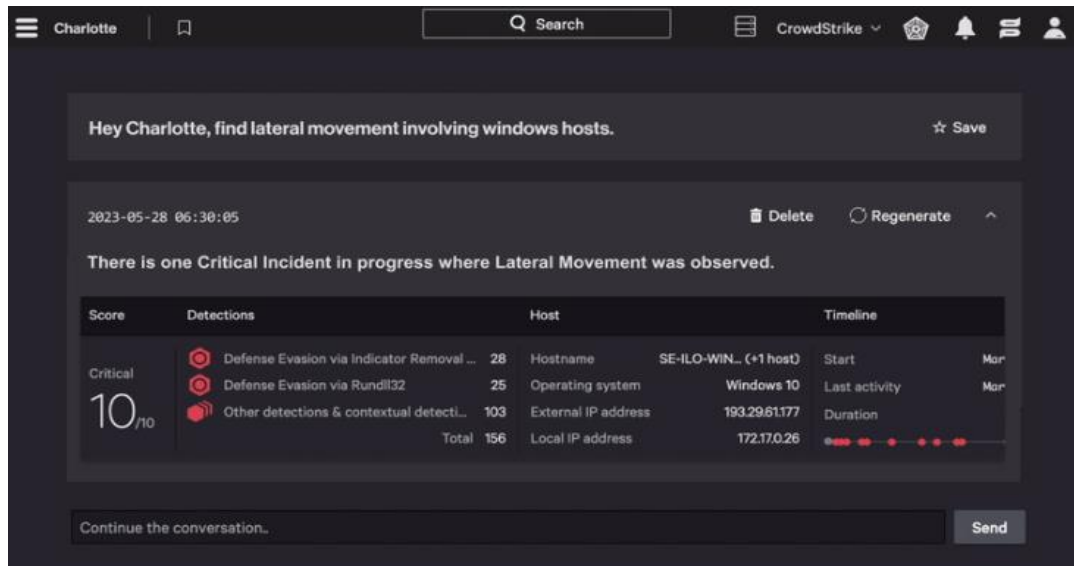 Charlotte Search CrowdStrike
Hey Charlotte, find lateral movement involving windows hosts. Save
2023-05-28 06:30:05 Delete Regenerate
There is one Critical Incident in progress where Lateral Movement was observed.
Score Detections Host Timeline
Critical
10/10
Defense Evasion via Indicator Removal ... 28
Defense Evasion via Rundll32 25
Other detections & contextual detecti... 103
Total 156
Hostname SE-ILO-WIN... (+1 host)
Operating system Windows 10
External IP address 193.29.61.177
Local IP address 172.17.0.26
Start Mar
Last activity Mar
Duration
Continue the conversation.. Send